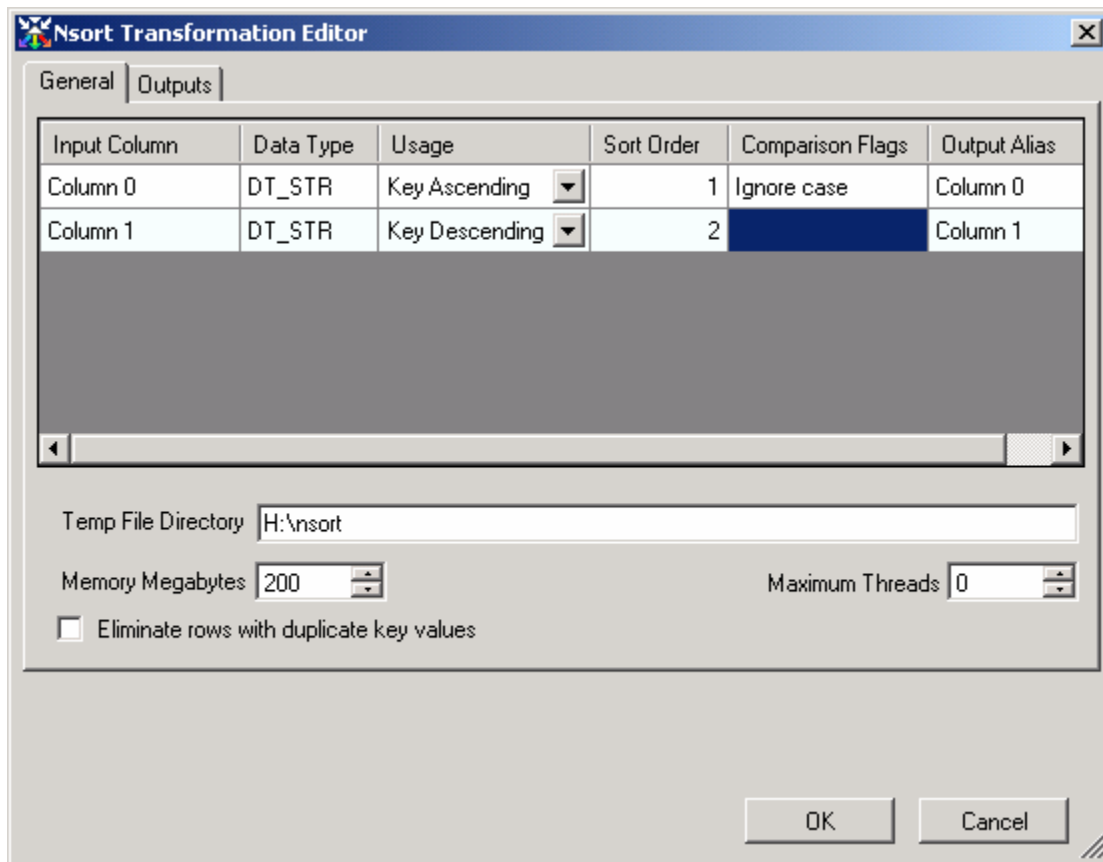 Nsort Transformation Editor
General Outputs
Input Column Data Type Usage Sort Order Comparison Flags Output Alias
Column 0 DT_STR Key Ascending 1 Ignore case Column 0
Column 1 DT_STR Key Descending 2 Column 1
Temp File Directory H:\nsort
Memory Megabytes 200 Maximum Threads 0
Eliminate rows with duplicate key values
OK Cancel